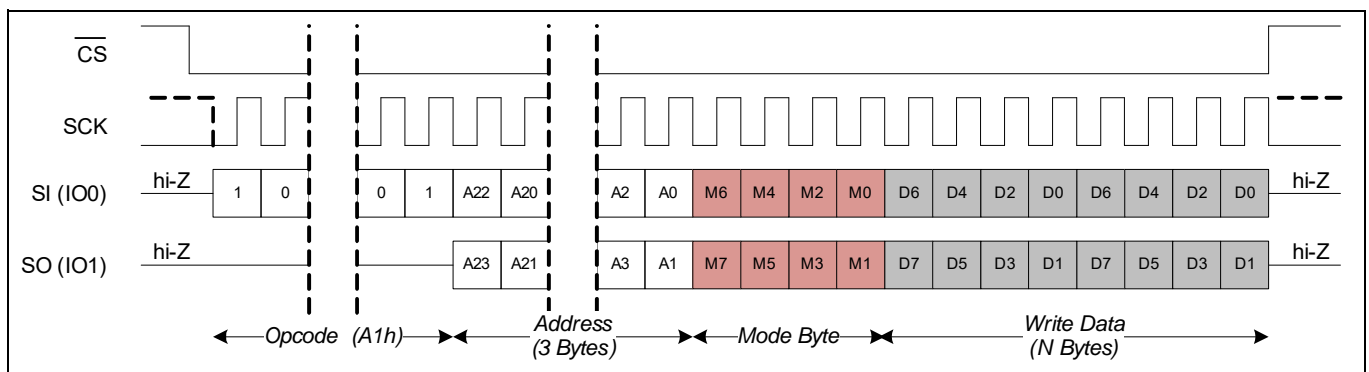 CS
SCK
SI (IO0) hi-Z 1 0 0 1 A22 A20 A2 A0 M6 M4 M2 M0 D6 D4 D2 D0 D6 D4 D2 D0 hi-Z
SO (IO1) hi-Z A23 A21 A3 A1 M7 M5 M3 M1 D7 D5 D3 D1 D7 D5 D3 D1 hi-Z
Opcode (A1h)
Address
(3 Bytes)
Mode Byte
Write Data
(N Bytes)